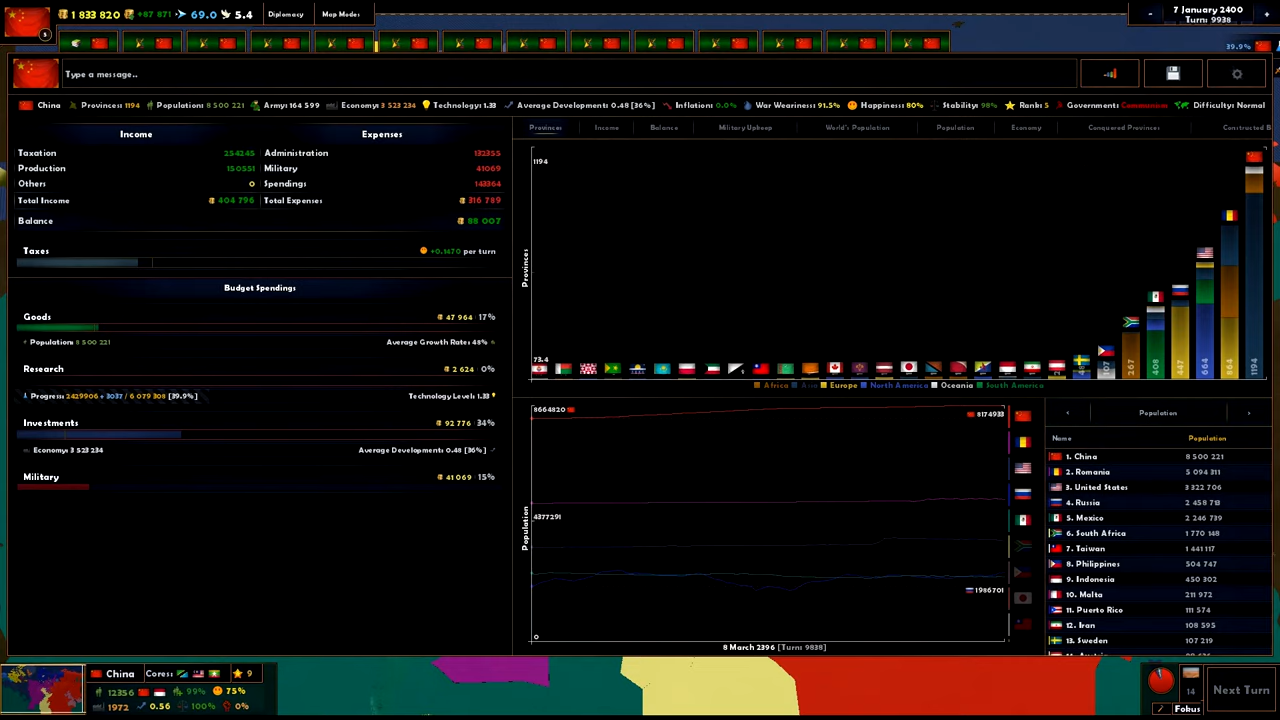 1 833 820 +87 871 69.0 5.4 Diplomacy Map Modes
7 January 2400
Turn: 9938
39.9%
Type a message..
China Provinces: 1194 Population: 8 500 221 Army: 164 599 Economy: 3 523 234 Technology: 1.33 Average Development: 0.48 [36%] Inflation: 0.0% War Weariness: 91.5% Happiness: 80% Stability: 98% Rank: 5 Government: Communism Difficulty: Normal
Income Expenses
Taxation 254245 Administration 132355
Production 150551 Military 41069
Others 0 Spendings 143364
Total Income 404 796 Total Expenses 316 789
Balance 88 007
Taxes +0.1470 per turn
Budget Spendings
Goods 47 964 17%
Population: 8 500 221 Average Growth Rate: 48%
Research 2 624 0%
Progress: 2429906 + 3037 / 6 079 308 [39.9%] Technology Level: 1.33
Investments 92 776 34%
Economy: 3 523 234 Average Development: 0.48 [36%]
Military 41 069 15%
Provinces Income Balance Military Upkeep World's Population Population Economy Conquered Provinces Constructed B
1194
Provinces
73.4
107 267 408 447 664 864 1194
Africa Asia Europe North America Oceania South America
8664820 8174933
Population
4377291
1986701
0
8 March 2396 [Turn: 9838]
< Population >
Name Population
1. China 8 500 221
2. Romania 5 094 311
3. United States 3 322 706
4. Russia 2 458 713
5. Mexico 2 246 739
6. South Africa 1 770 148
7. Taiwan 1 441 117
8. Philippines 504 747
9. Indonesia 450 302
10. Malta 211 972
11. Puerto Rico 111 574
12. Iran 108 595
13. Sweden 107 219
China Cores: 9
12356 99% 75%
1972 0.56 100% 0%
14
Fokus
Next Turn